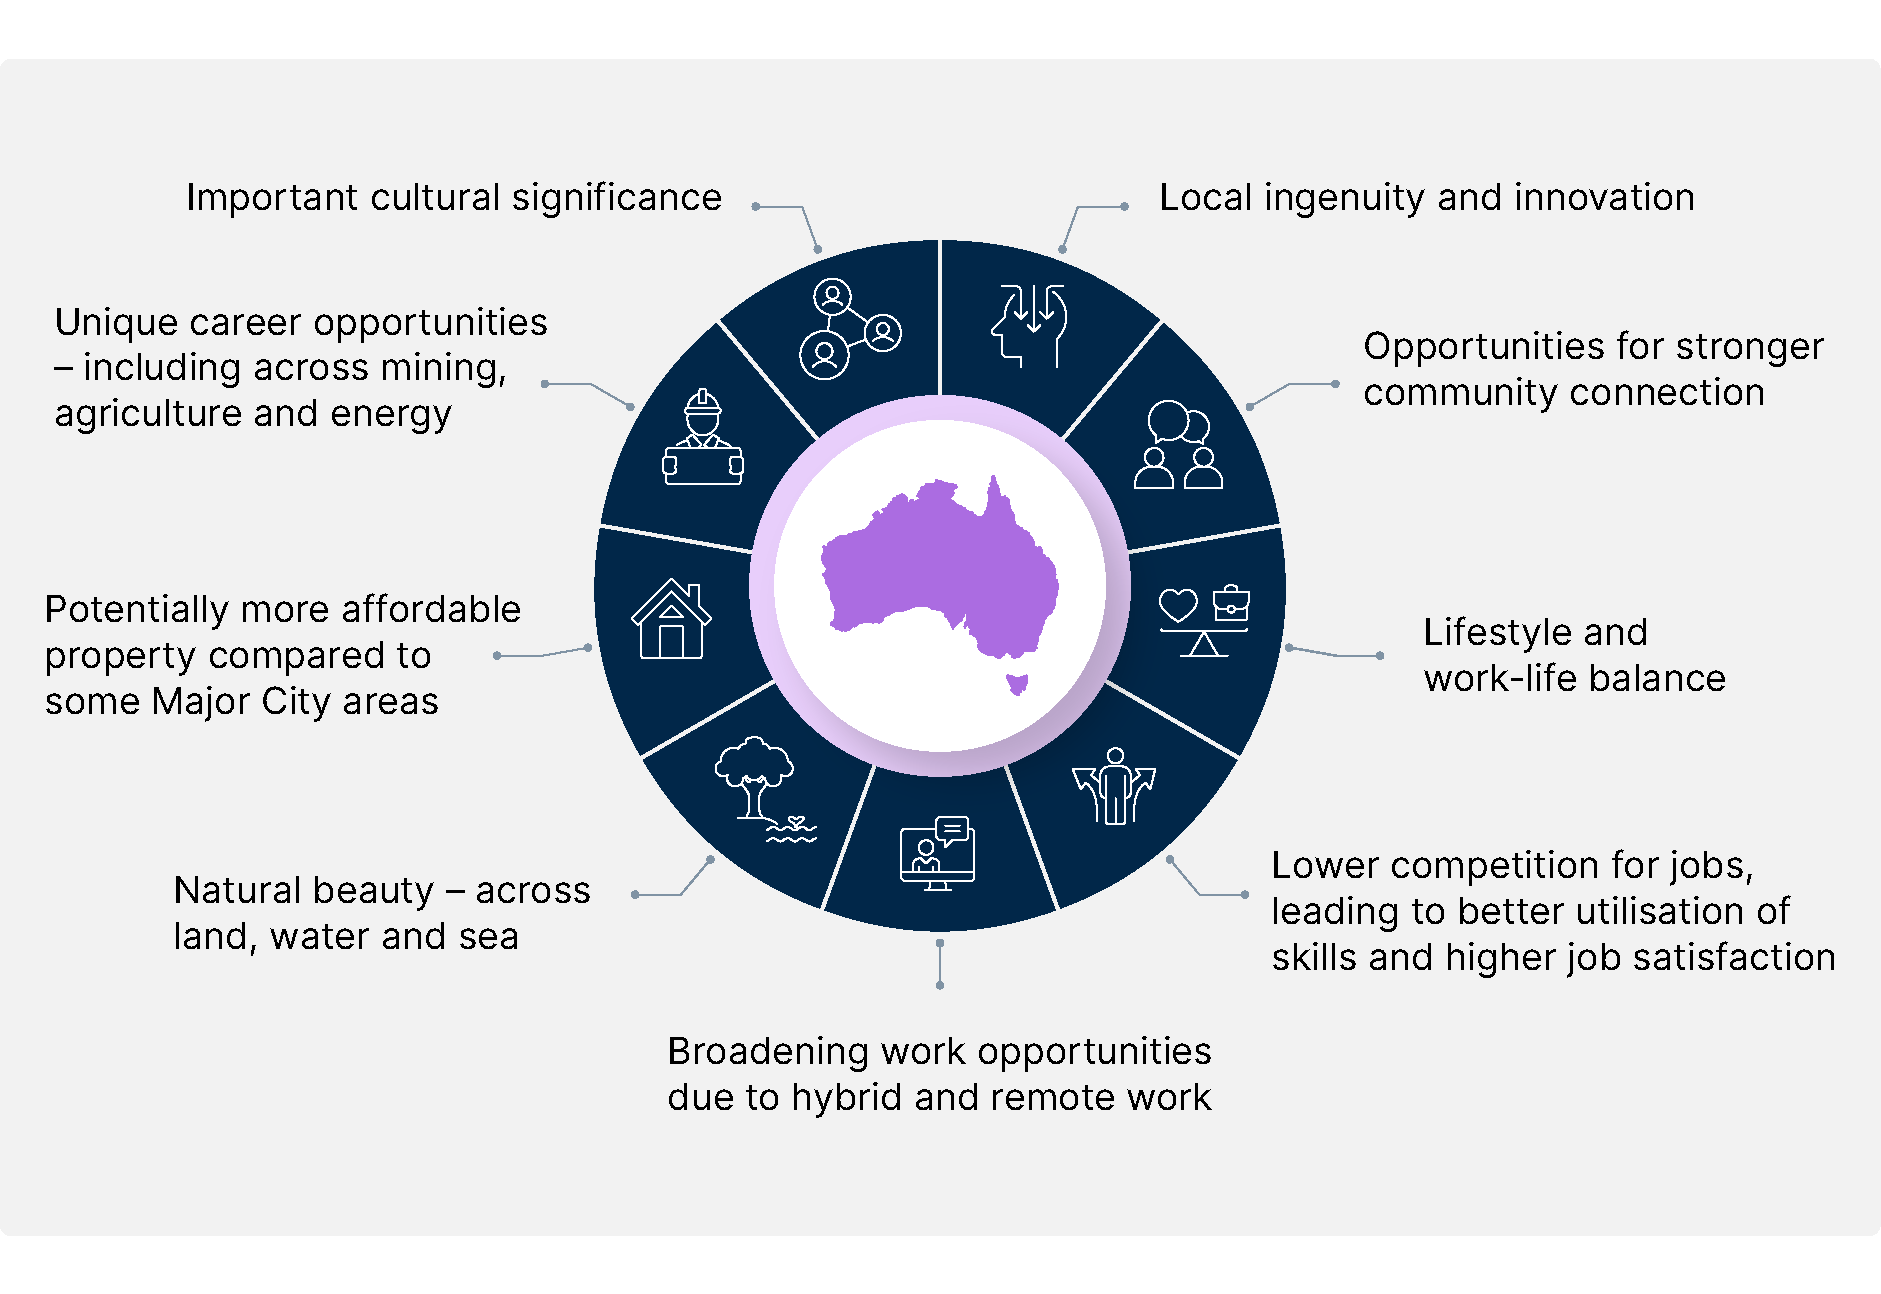 Important cultural significance
Local ingenuity and innovation
Unique career opportunities
– including across mining,
agriculture and energy
Opportunities for stronger
community connection
Potentially more affordable
property compared to
some Major City areas
Lifestyle and
work-life balance
Natural beauty – across
land, water and sea
Lower competition for jobs,
leading to better utilisation of
skills and higher job satisfaction
Broadening work opportunities
due to hybrid and remote work